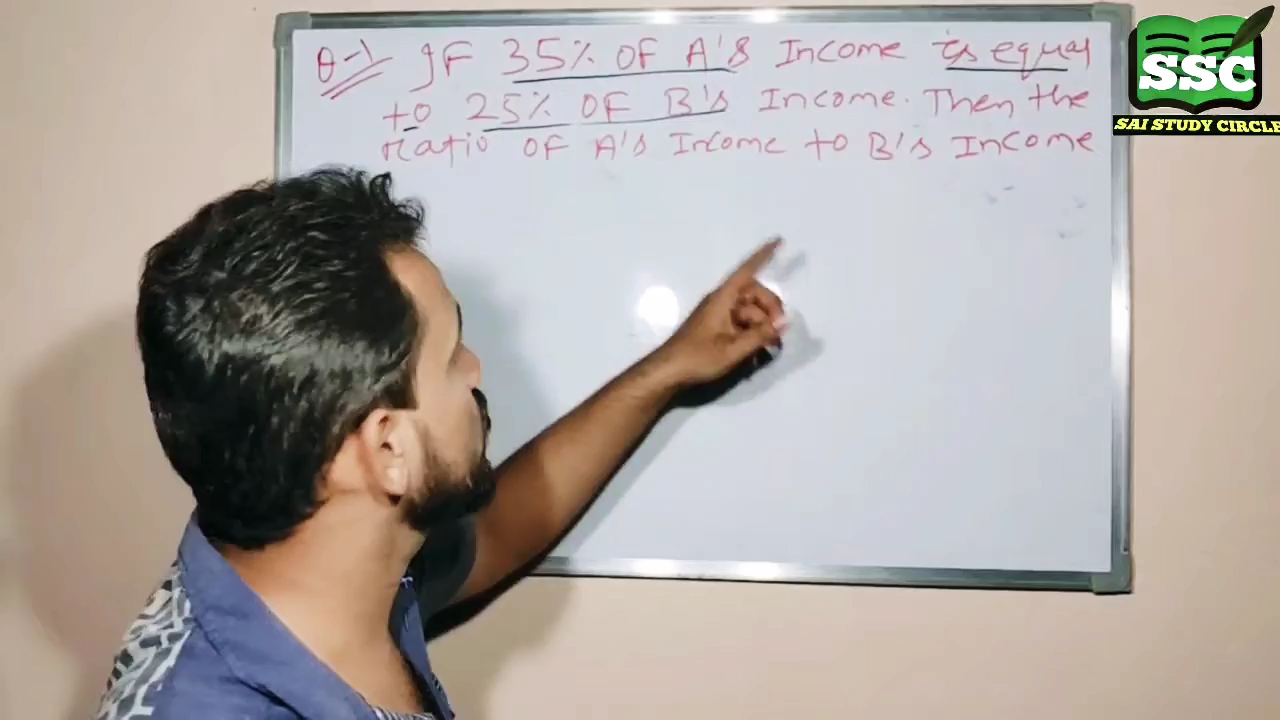 Q-1 IF 35% OF A's Income is equal
to 25% OF B's Income. Then the
ratio OF A's Income to B's Income
SSC
SAI STUDY CIRCLE